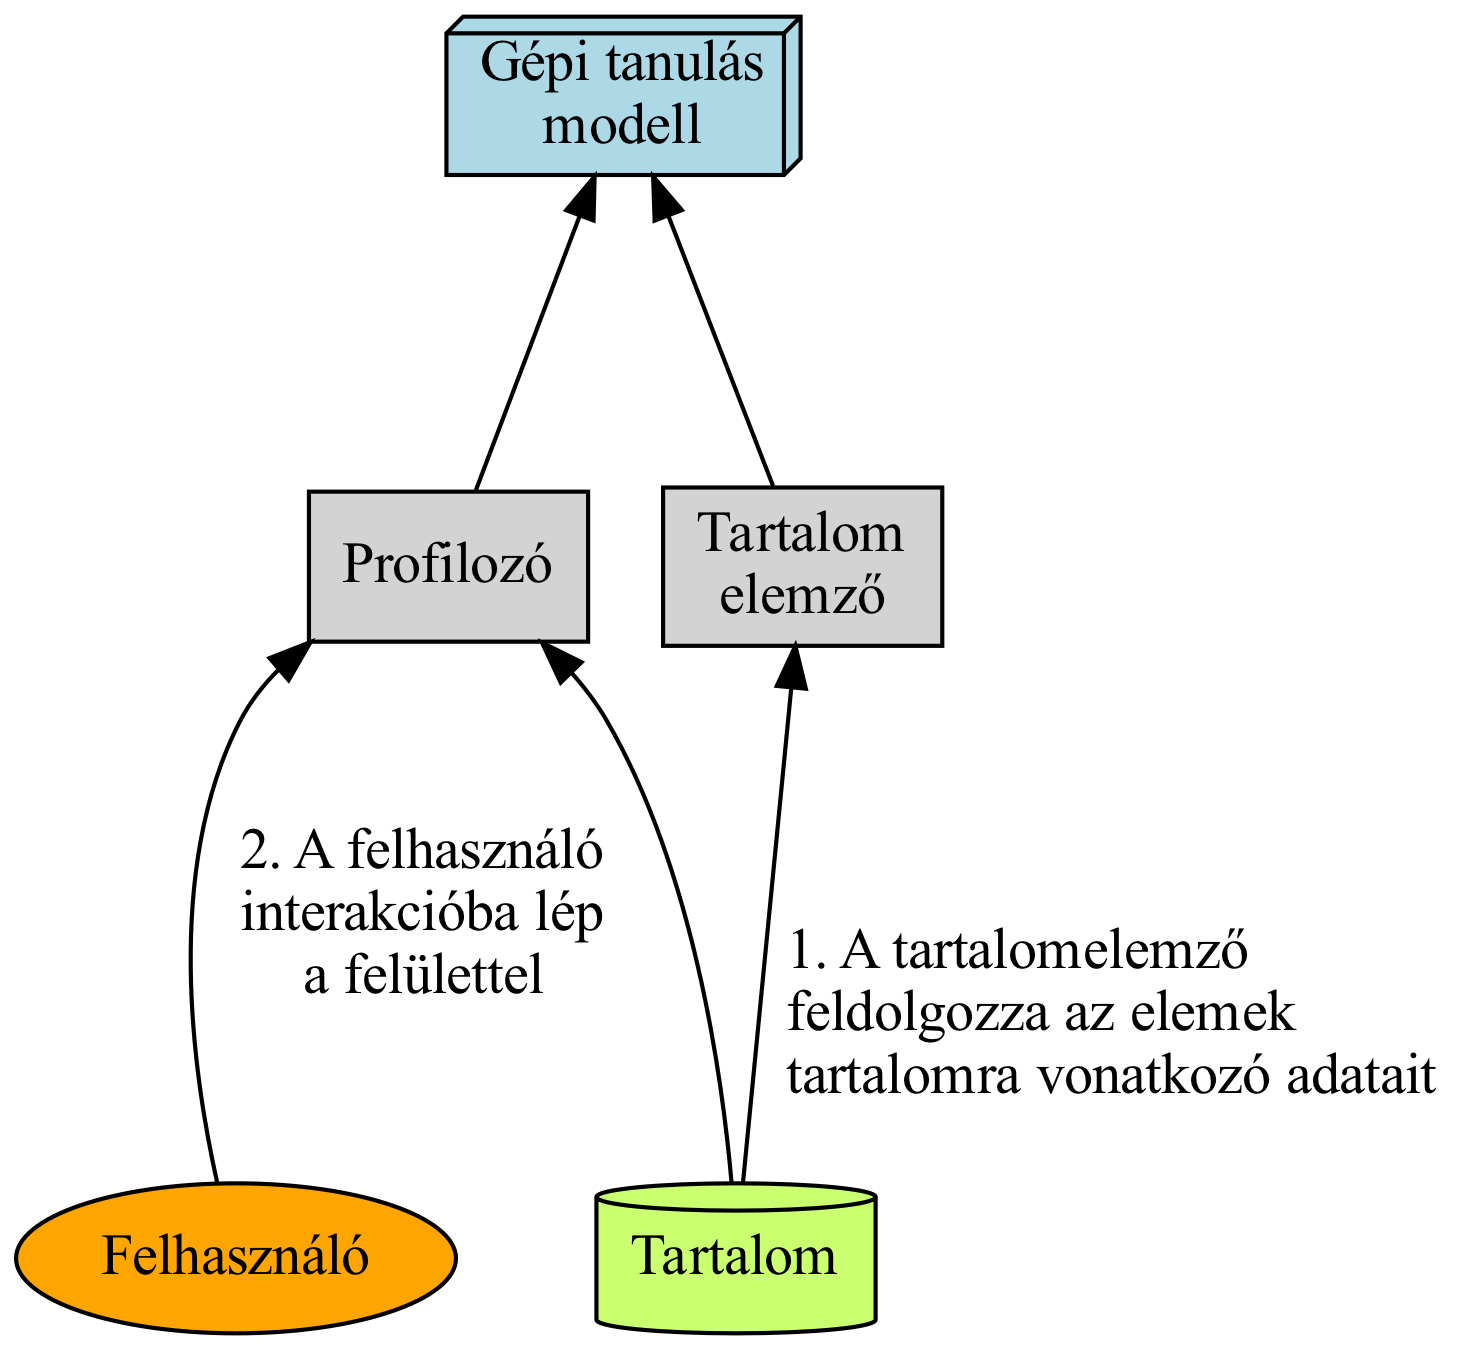 Gépi tanulás
modell
Profilozó
Tartalom
elemző
2. A felhasználó
interakcióba lép
a felülettel
1. A tartalomelemző
feldolgozza az elemek
tartalomra vonatkozó adatait
Felhasználó
Tartalom